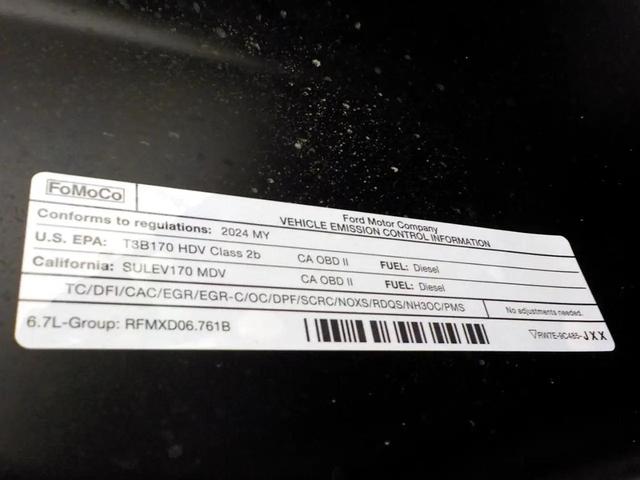 FoMoCo
Ford Motor Company
VEHICLE EMISSION CONTROL INFORMATION
Conforms to regulations: 2024 MY
U.S. EPA: T3B170 HDV Class 2b CA OBD II FUEL: Diesel
California: SULEV170 MDV CA OBD II FUEL: Diesel
TC/DFI/CAC/EGR/EGR-C/OC/DPF/SCRC/NOXS/RDQS/NH3OC/PMS
No adjustments needed.
6.7L-Group: RFMXD06.761B
RW7E-9C485-JXX